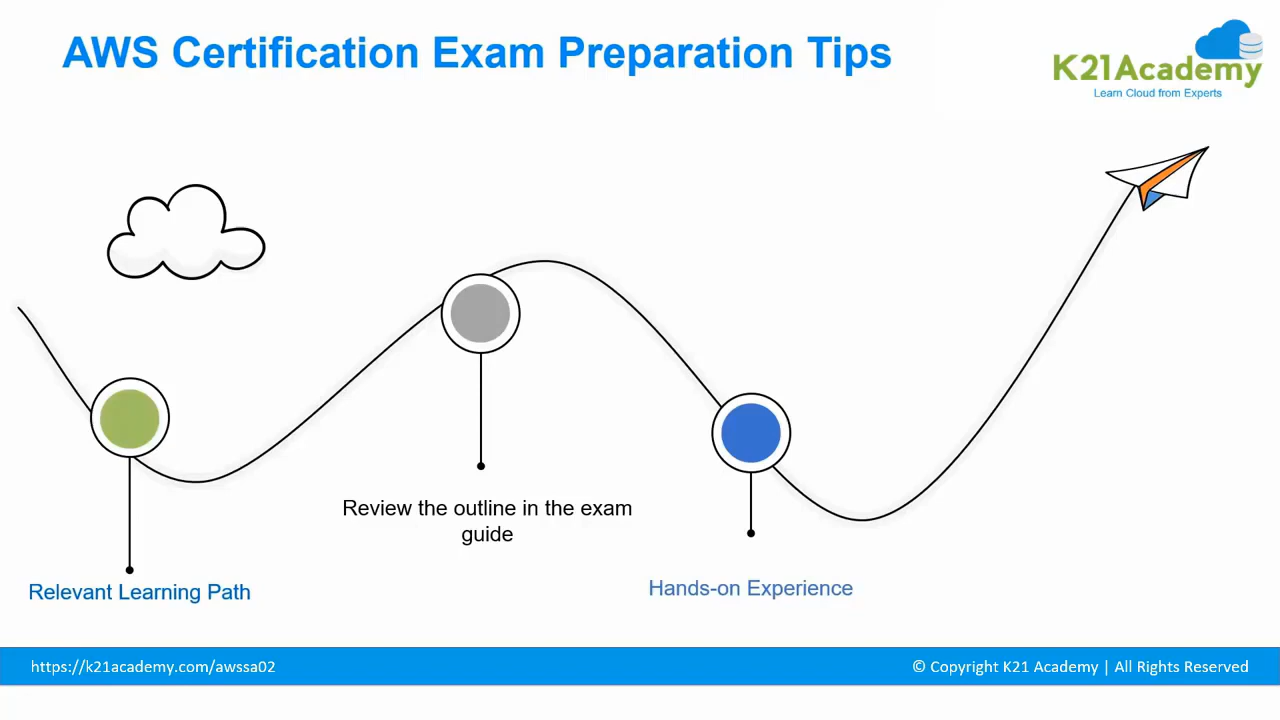 AWS Certification Exam Preparation Tips
K21Academy
Learn Cloud from Experts
Review the outline in the exam
guide
Relevant Learning Path
Hands-on Experience
https://k21academy.com/awssa02
© Copyright K21 Academy | All Rights Reserved